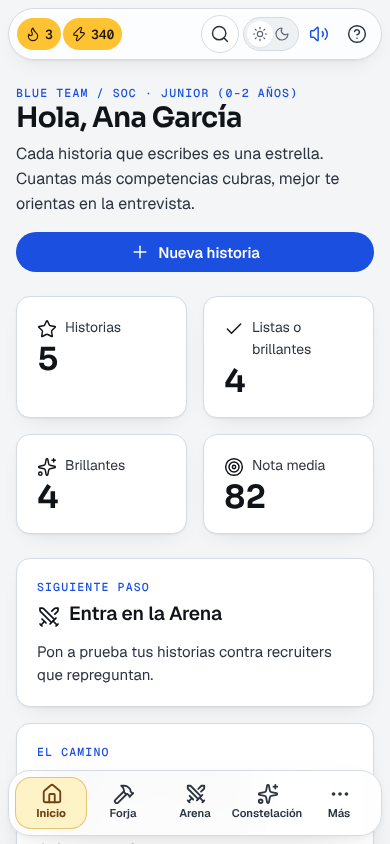 3 340
BLUE TEAM / SOC · JUNIOR (0–2 AÑOS)
Hola, Ana García
Cada historia que escribes es una estrella.
Cuantas más competencias cubras, mejor te
orientas en la entrevista.
Nueva historia
Historias
5
Listas o
brillantes
4
Brillantes
4
Nota media
82
SIGUIENTE PASO
Entra en la Arena
Pon a prueba tus historias contra recruiters
que repreguntan.
EL CAMINO
Inicio Forja Arena Constelación Más